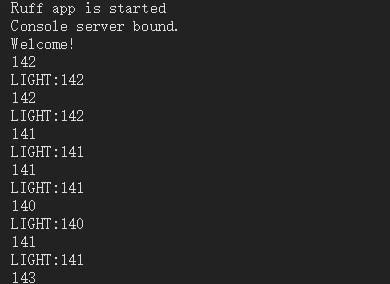 Ruff app is started
Console server bound.
Welcome!
142
LIGHT:142
142
LIGHT:142
141
LIGHT:141
141
LIGHT:141
140
LIGHT:140
141
LIGHT:141
143